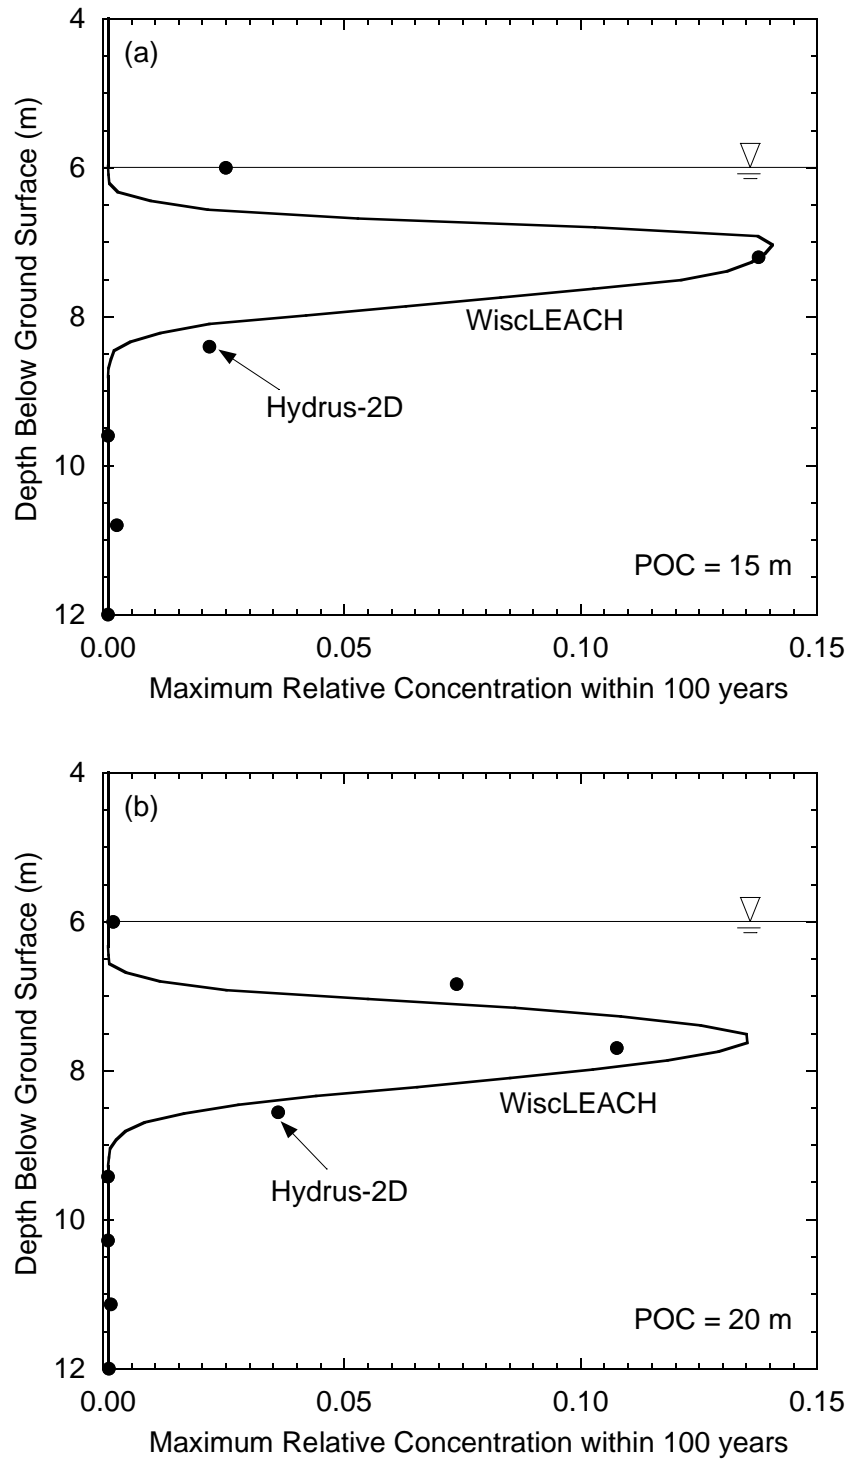 4
(a)
6
WiscLEACH
8
Hydrus-2D
10
POC = 15 m
12
0.00 0.05 0.10 0.15
Maximum Relative Concentration within 100 years
Depth Below Ground Surface (m)
4
(b)
6
8
WiscLEACH
Hydrus-2D
10
POC = 20 m
12
0.00 0.05 0.10 0.15
Maximum Relative Concentration within 100 years
Depth Below Ground Surface (m)